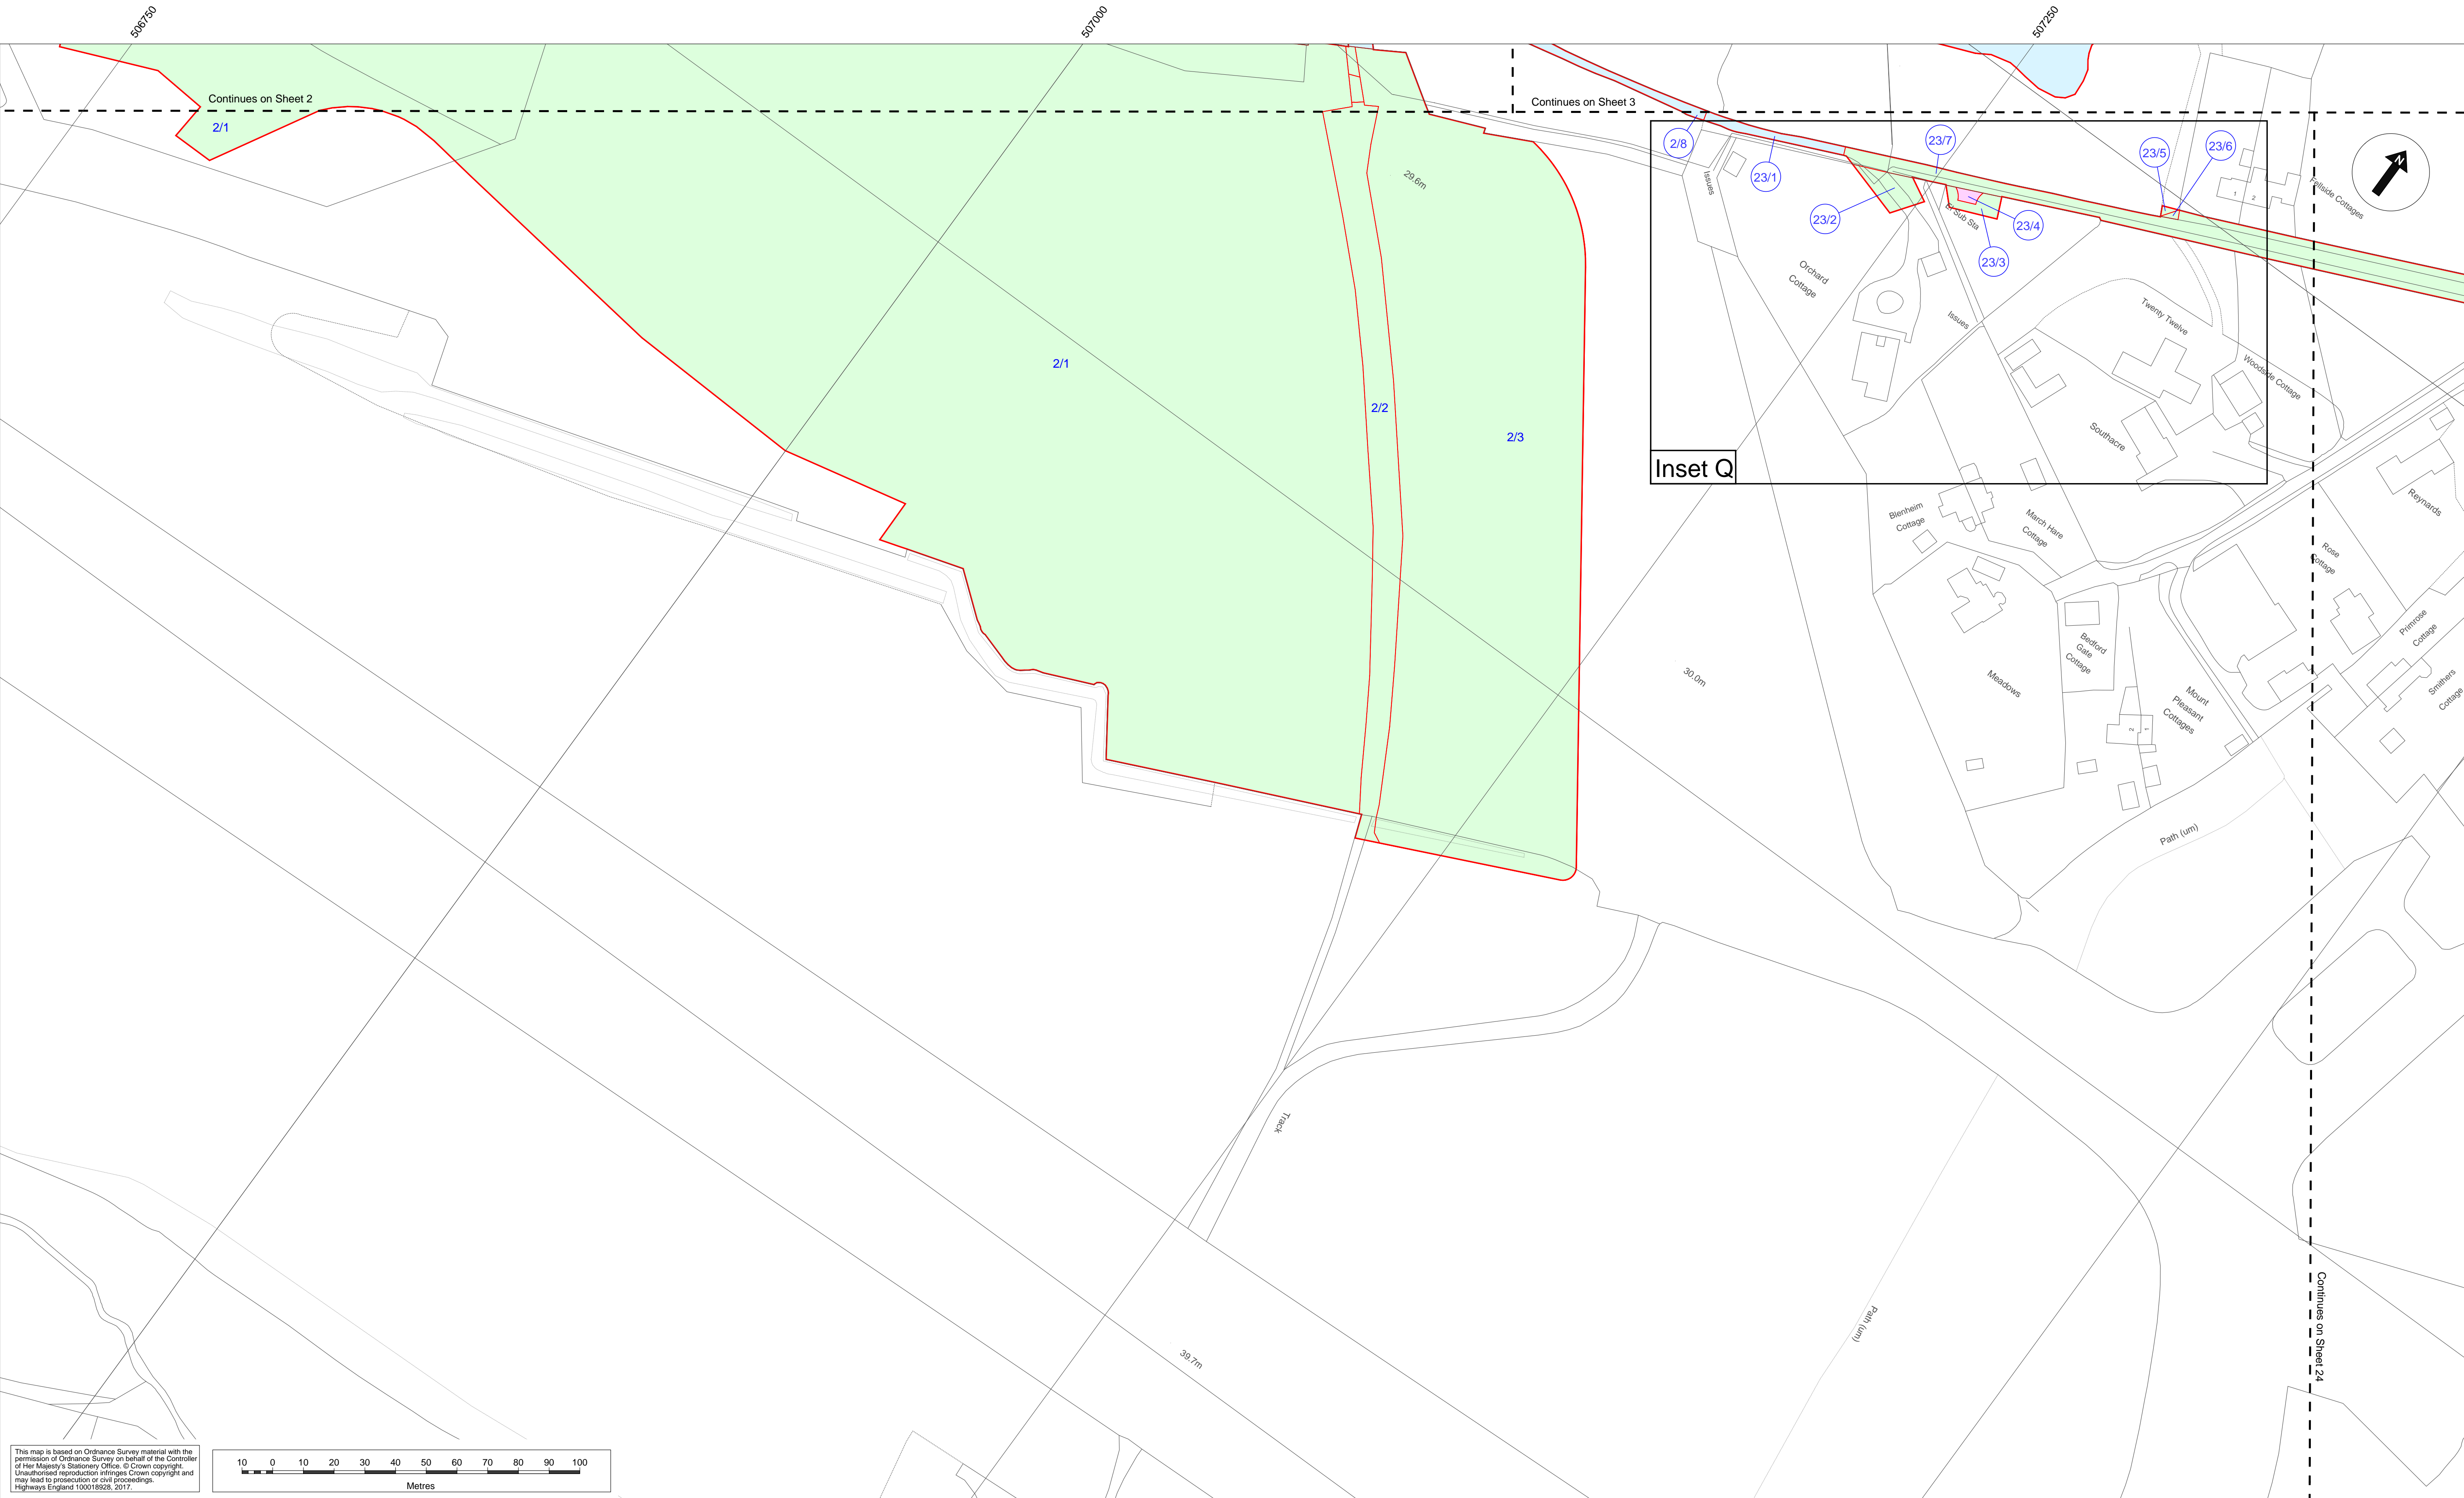 506750
507000
507250
Continues on Sheet 2
Continues on Sheet 3
2/1
2/8
23/1
23/7
23/5
23/6
N
Issues
29.6m
23/2
El Sub Sta
23/4
23/3
1
2
Fellside Cottages
Orchard
Cottage
Issues
Twenty Twelve
Woodside Cottage
2/1
2/2
2/3
Southacre
Inset Q
Reynards
Blenheim
Cottage
March Hare
Cottage
Rose
Cottage
Primrose
Cottage
Smithers
Cottage
30.0m
Meadows
Bedford
Gate
Cottage
Mount
Pleasant
Cottages
2
1
Path (um)
Track
Path (um)
39.7m
Continues on Sheet 24
This map is based on Ordnance Survey material with the
permission of Ordnance Survey on behalf of the Controller
of Her Majesty's Stationery Office. © Crown copyright.
Unauthorised reproduction infringes Crown copyright and
may lead to prosecution or civil proceedings.
Highways England 100018928, 2017.
10 0 10 20 30 40 50 60 70 80 90 100
Metres